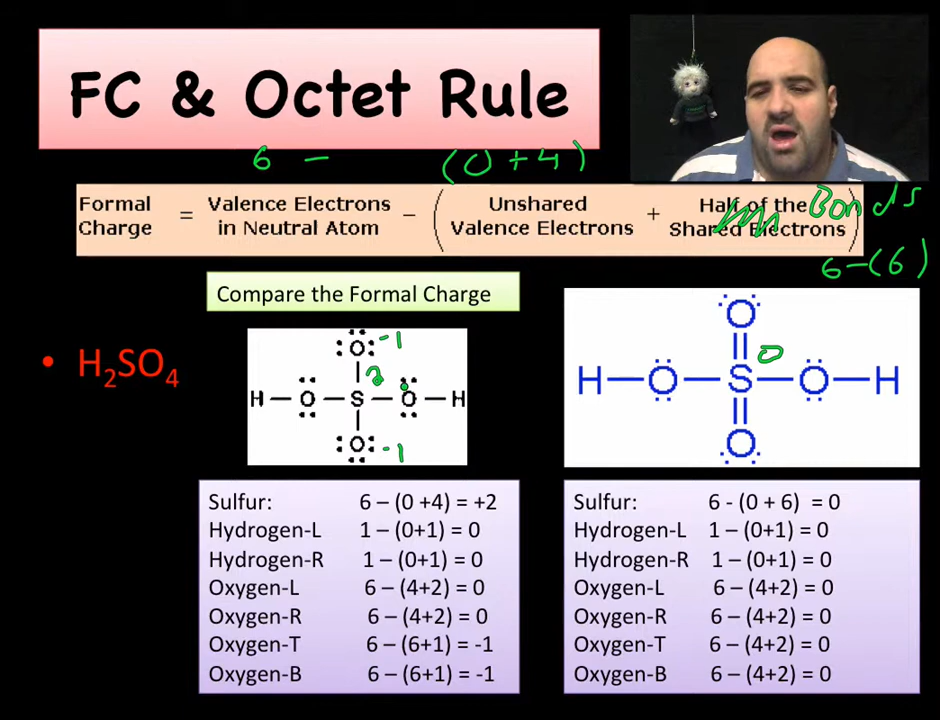 FC & Octet Rule
6 – (0 + 4)
Formal Charge = Valence Electrons in Neutral Atom – ( Unshared Valence Electrons + Half of the Shared Electrons )
Bonds
6 – (6)
Compare the Formal Charge
• H2SO4
O -1
2
H O S O H
O -1
O
0
H O S O H
O
Sulfur: 6 – (0 +4) = +2
Hydrogen-L 1 – (0+1) = 0
Hydrogen-R 1 – (0+1) = 0
Oxygen-L 6 – (4+2) = 0
Oxygen-R 6 – (4+2) = 0
Oxygen-T 6 – (6+1) = -1
Oxygen-B 6 – (6+1) = -1
Sulfur: 6 - (0 + 6) = 0
Hydrogen-L 1 – (0+1) = 0
Hydrogen-R 1 – (0+1) = 0
Oxygen-L 6 – (4+2) = 0
Oxygen-R 6 – (4+2) = 0
Oxygen-T 6 – (4+2) = 0
Oxygen-B 6 – (4+2) = 0